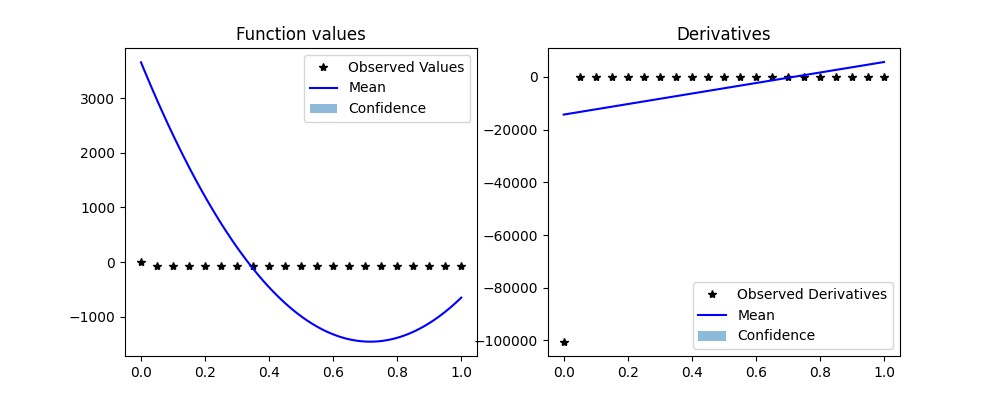 Function values
Observed Values
Mean
Confidence
3000
2000
1000
0
−1000
0.0 0.2 0.4 0.6 0.8 1.0
Derivatives
0
−20000
−40000
−60000
−80000
−100000
Observed Derivatives
Mean
Confidence
0.0 0.2 0.4 0.6 0.8 1.0